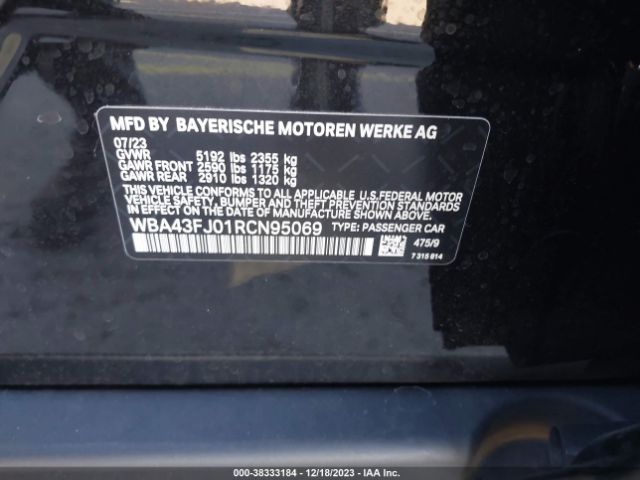 MFD BY BAYERISCHE MOTOREN WERKE AG
07/23
GVWR 5192 lbs 2355 kg
GAWR FRONT 2590 lbs 1175 kg
GAWR REAR 2910 lbs 1320 kg
THIS VEHICLE CONFORMS TO ALL APPLICABLE U.S.FEDERAL MOTOR
VEHICLE SAFETY, BUMPER, AND THEFT PREVENTION STANDARDS
IN EFFECT ON THE DATE OF MANUFACTURE SHOWN ABOVE.
WBA43FJ01RCN95069 TYPE: PASSENGER CAR
475/9
7 315 814
000-38333184 - 12/18/2023 - IAA Inc.